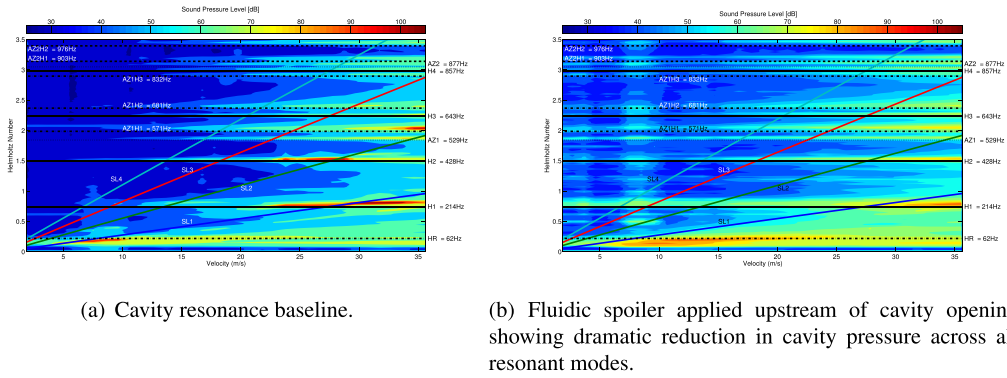 Sound Pressure Level [dB]
30 40 50 60 70 80 90 100
3.5
3
2.5
2
1.5
1
0.5
0
Helmholtz Number
AZ2H2 = 976Hz
AZ2H1 = 903Hz
AZ1H3 = 832Hz
AZ1H2 = 681Hz
AZ1H1 = 571Hz
SL4
SL3
SL2
SL1
AZ2 = 877Hz
H4 = 857Hz
H3 = 643Hz
AZ1 = 529Hz
H2 = 428Hz
H1 = 214Hz
HR = 62Hz
5 10 15 20 25 30 35
Velocity (m/s)
(a) Cavity resonance baseline.
Sound Pressure Level [dB]
30 40 50 60 70 80 90 100
3.5
3
2.5
2
1.5
1
0.5
0
Helmholtz Number
AZ2H2 = 976Hz
AZ2H1 = 903Hz
AZ1H3 = 832Hz
AZ1H2 = 681Hz
AZ1H1 = 571Hz
SL4
SL3
SL2
SL1
AZ2 = 877Hz
H4 = 857Hz
H3 = 643Hz
AZ1 = 529Hz
H2 = 428Hz
H1 = 214Hz
HR = 62Hz
5 10 15 20 25 30 35
Velocity (m/s)
(b) Fluidic spoiler applied upstream of cavity openin
showing dramatic reduction in cavity pressure across a
resonant modes.